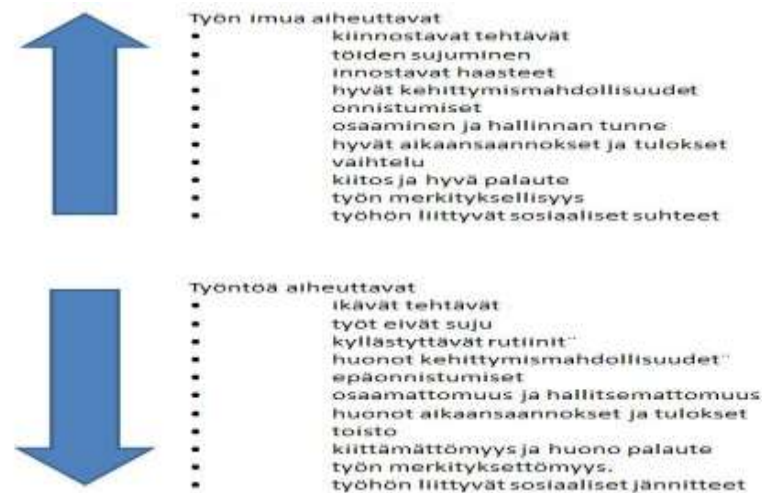 Työn imua aiheuttavat
• kiinnostavat tehtävät
• töiden sujuminen
• innostavat haasteet
• hyvät kehittymismahdollisuudet
• onnistumiset
• osaaminen ja hallinnan tunne
• hyvät aikaansaannokset ja tulokset
• vaihtelu
• kiitos ja hyvä palaute
• työn merkityksellisyys
• työhön liittyvät sosiaaliset suhteet
Työntöä aiheuttavat
• ikävät tehtävät
• työt eivät suju
• kyllästyttävät rutiinit¨
• huonot kehittymismahdollisuudet¨
• epäonnistumiset
• osaamattomuus ja hallitsemattomuus
• huonot aikaansaannokset ja tulokset
• toisto
• kiittämättömyys ja huono palaute
• työn merkityksettömyys.
• työhön liittyvät sosiaaliset jännitteet